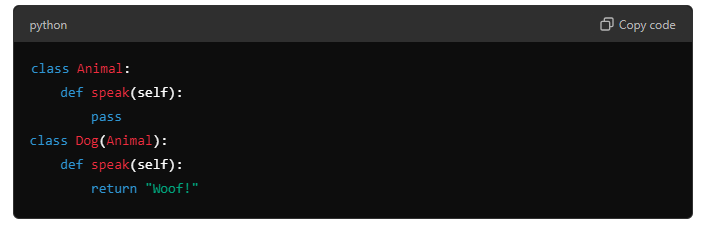 python Copy code
class Animal:
    def speak(self):
        pass
class Dog(Animal):
    def speak(self):
        return "Woof!"